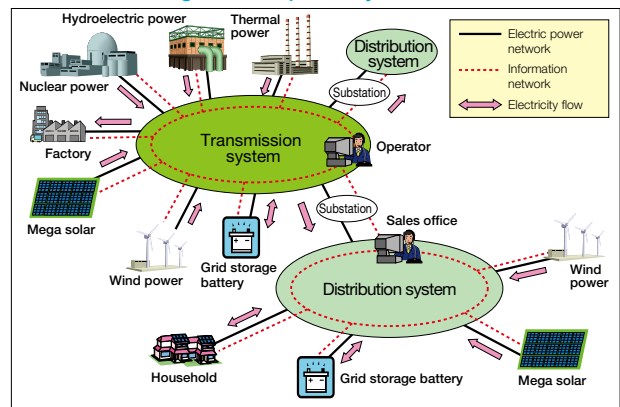 Hydroelectric power
Thermal
power
Nuclear power
Distribution
system
Substation
Electric power
network
Information
network
Electricity flow
Factory
Transmission
system
Operator
Mega solar
Substation
Sales office
Wind power
Grid storage
battery
Distribution system
Wind
power
Household
Grid storage battery
Mega solar